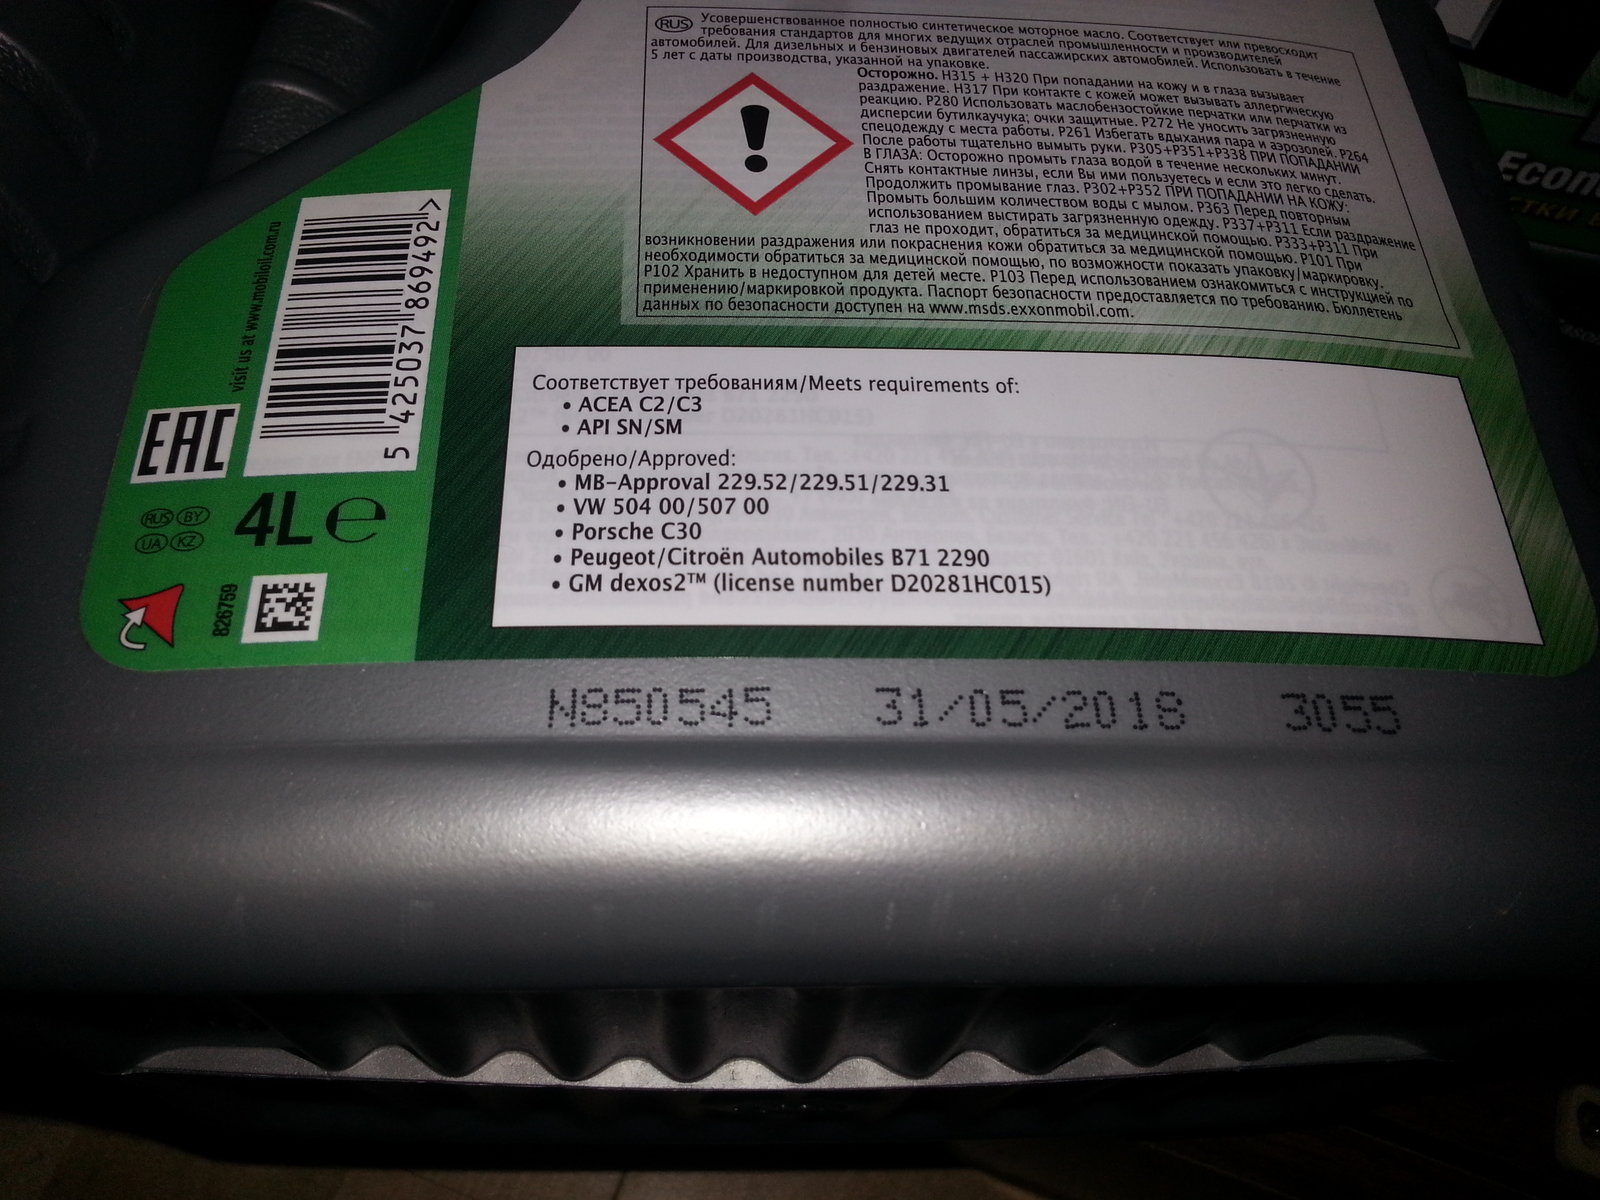 RUS Усовершенствованное полностью синтетическое моторное масло. Соответствует или превосходит
требования стандартов для многих ведущих отраслей промышленности и производителей
автомобилей. Для дизельных и бензиновых двигателей пассажирских автомобилей. Использовать в течение
5 лет с даты производства, указанной на упаковке.
Осторожно. H315 + H320 При попадании на кожу и в глаза вызывает
раздражение. H317 При контакте с кожей может вызывать аллергическую
реакцию. P280 Использовать маслобензостойкие перчатки или перчатки из
дисперсии бутилкаучука; очки защитные. P272 Не уносить загрязненную
спецодежду с места работы. P261 Избегать вдыхания пара и аэрозолей. P264
После работы тщательно вымыть руки. P305+P351+P338 ПРИ ПОПАДАНИИ
В ГЛАЗА: Осторожно промыть глаза водой в течение нескольких минут.
Снять контактные линзы, если Вы ими пользуетесь и если это легко сделать.
Продолжить промывание глаз. P302+P352 ПРИ ПОПАДАНИИ НА КОЖУ:
Промыть большим количеством воды с мылом. P363 Перед повторным
использованием выстирать загрязненную одежду. P337+P311 Если раздражение
глаз не проходит, обратиться за медицинской помощью. P333+P311 При
возникновении раздражения или покраснения кожи обратиться за медицинской помощью. P101 При
необходимости обратиться за медицинской помощью, по возможности показать упаковку/маркировку.
P102 Хранить в недоступном для детей месте. P103 Перед использованием ознакомиться с инструкцией по
применению/маркировкой продукта. Паспорт безопасности предоставляется по требованию. Бюллетень
данных по безопасности доступен на www.msds.exxonmobil.com.
visit us at www.mobiloil.com.ru
5 425037 869492 >
EAC
RUS BY
UA KZ
4L e
826759
Соответствует требованиям/Meets requirements of:
• ACEA C2/C3
• API SN/SM
Одобрено/Approved:
• MB-Approval 229.52/229.51/229.31
• VW 504 00/507 00
• Porsche C30
• Peugeot/Citroën Automobiles B71 2290
• GM dexos2™ (license number D20281HC015)
N850545 31/05/2018 3055